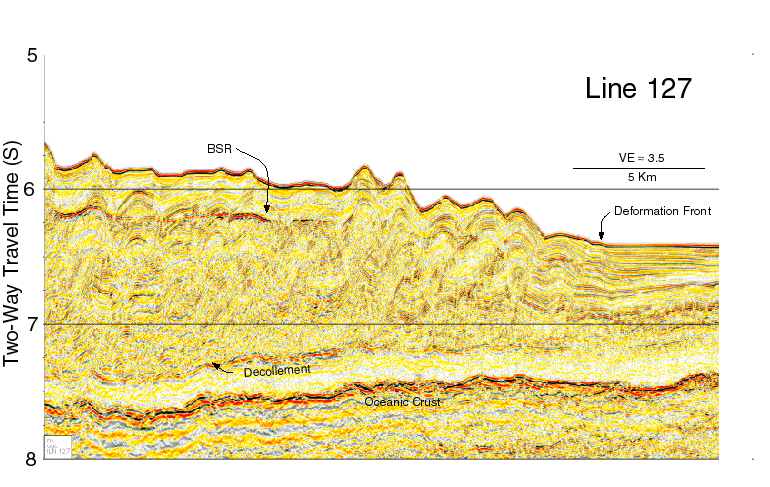 5
Line 127
BSR
VE = 3.5
5 Km
6
Deformation Front
Two-Way Travel Time (S)
7
Decollement
Oceanic Crust
127
8